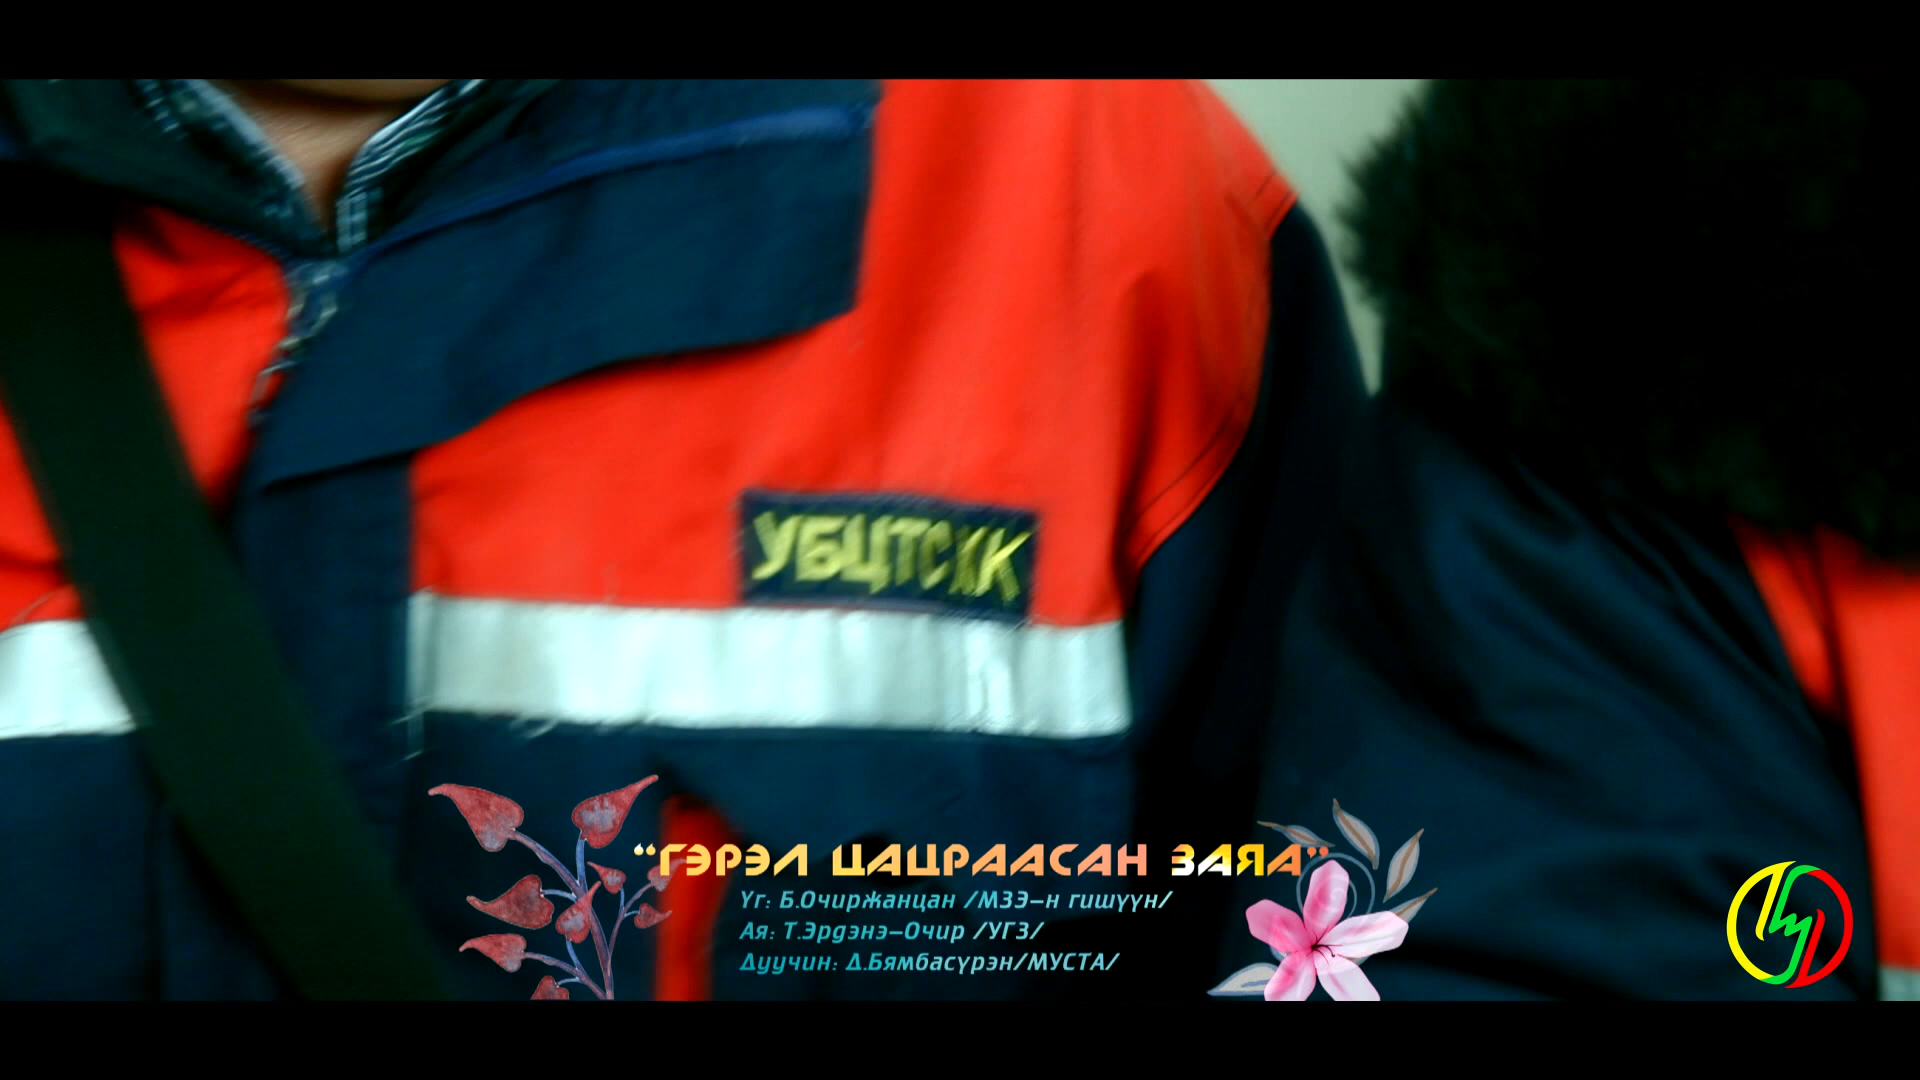 УБЦТСХК
“ГЭРЭЛ ЦАЦРААСАН ЗАЯА”
Үг: Б.Очиржанцан /МЗЭ-н гишүүн/
Ая: Т.Эрдэнэ-Очир /УГЗ/
Дуучин: Д.Бямбасүрэн/МУСТА/